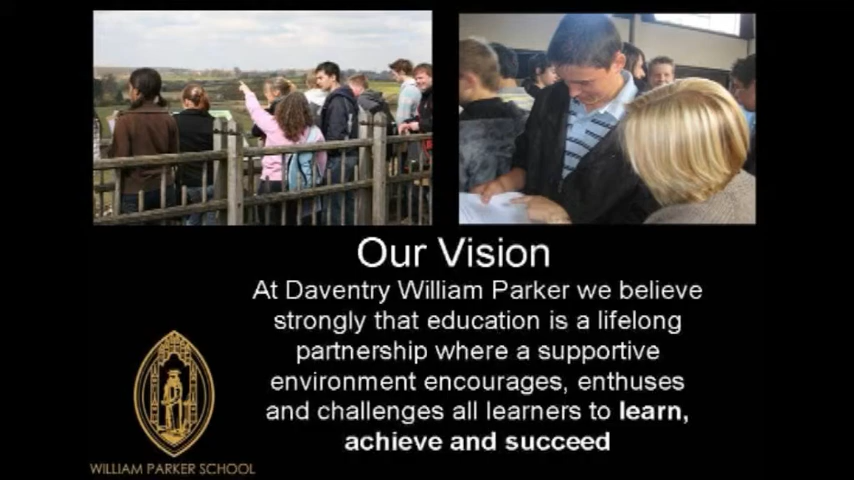 Our Vision
At Daventry William Parker we believe
strongly that education is a lifelong
partnership where a supportive
environment encourages, enthuses
and challenges all learners to learn,
achieve and succeed
WILLIAM PARKER SCHOOL